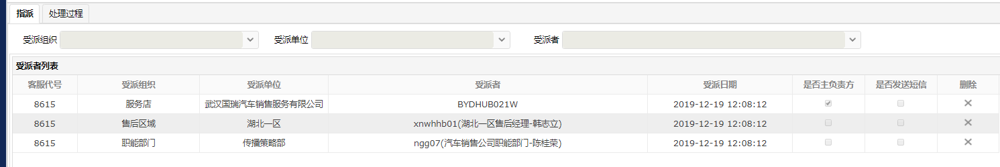 指派 处理过程
受派组织 受派单位 受派者
受派者列表
客服代号 受派组织 受派单位 受派者 受派日期 是否主负责方 是否发送短信 删除
8615 服务店 武汉国瑞汽车销售服务有限公司 BYDHUB021W 2019-12-19 12:08:12
8615 售后区域 湖北一区 xnwhhb01(湖北一区售后经理-韩志立) 2019-12-19 12:08:12
8615 职能部门 传播策略部 ngg07(汽车销售公司职能部门-陈桂荣) 2019-12-19 12:08:12